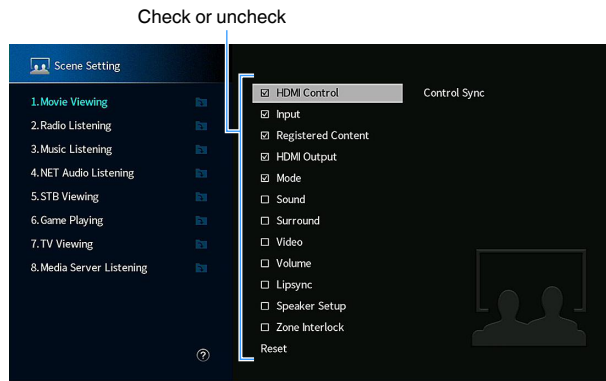 Check or uncheck
Scene Setting
1.Movie Viewing
2.Radio Listening
3.Music Listening
4.NET Audio Listening
5.STB Viewing
6.Game Playing
7.TV Viewing
8.Media Server Listening
?
HDMI Control Control Sync
Input
Registered Content
HDMI Output
Mode
Sound
Surround
Video
Volume
Lipsync
Speaker Setup
Zone Interlock
Reset